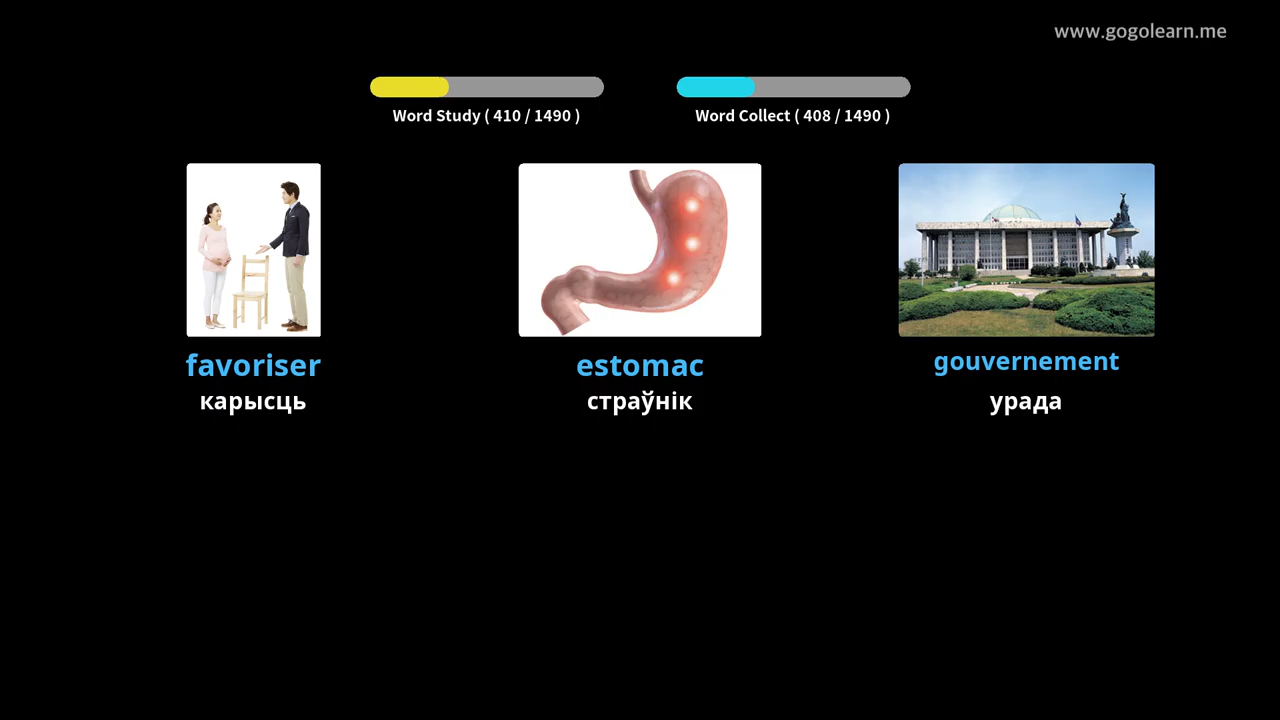 www.gogolearn.me
Word Study ( 410 / 1490 )
Word Collect ( 408 / 1490 )
favoriser
карысць
estomac
страўнік
gouvernement
урада